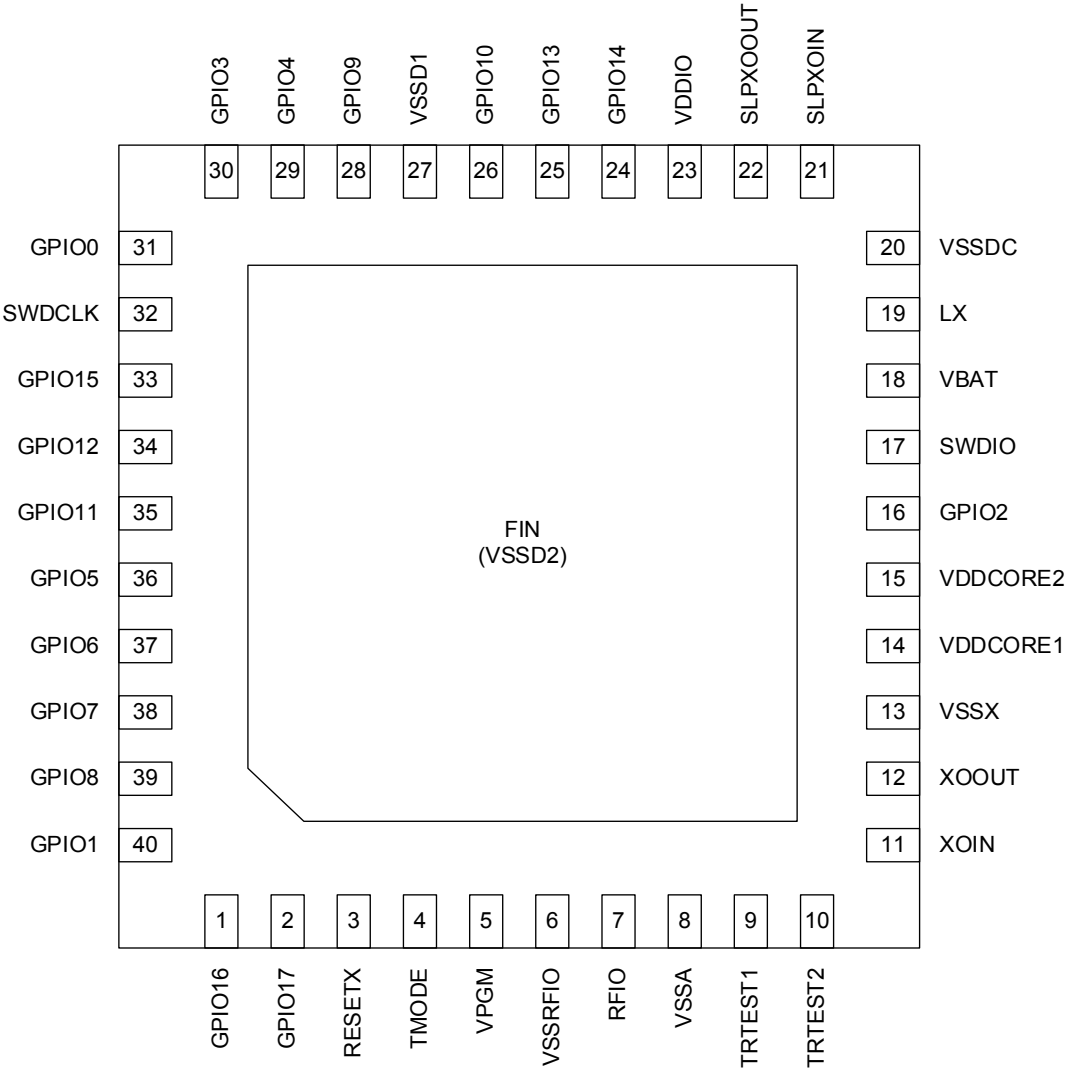 GPIO3
GPIO4
GPIO9
VSSD1
GPIO10
GPIO13
GPIO14
VDDIO
SLPXOOUT
SLPXOIN
30
29
28
27
26
25
24
23
22
21
GPIO0
31
20
VSSDC
SWDCLK
32
19
LX
GPIO15
33
18
VBAT
GPIO12
34
17
SWDIO
GPIO11
35
16
GPIO2
FIN
(VSSD2)
GPIO5
36
15
VDDCORE2
GPIO6
37
14
VDDCORE1
GPIO7
38
13
VSSX
GPIO8
39
12
XOOUT
GPIO1
40
11
XOIN
1
2
3
4
5
6
7
8
9
10
GPIO16
GPIO17
RESETX
TMODE
VPGM
VSSRFIO
RFIO
VSSA
TRTEST1
TRTEST2